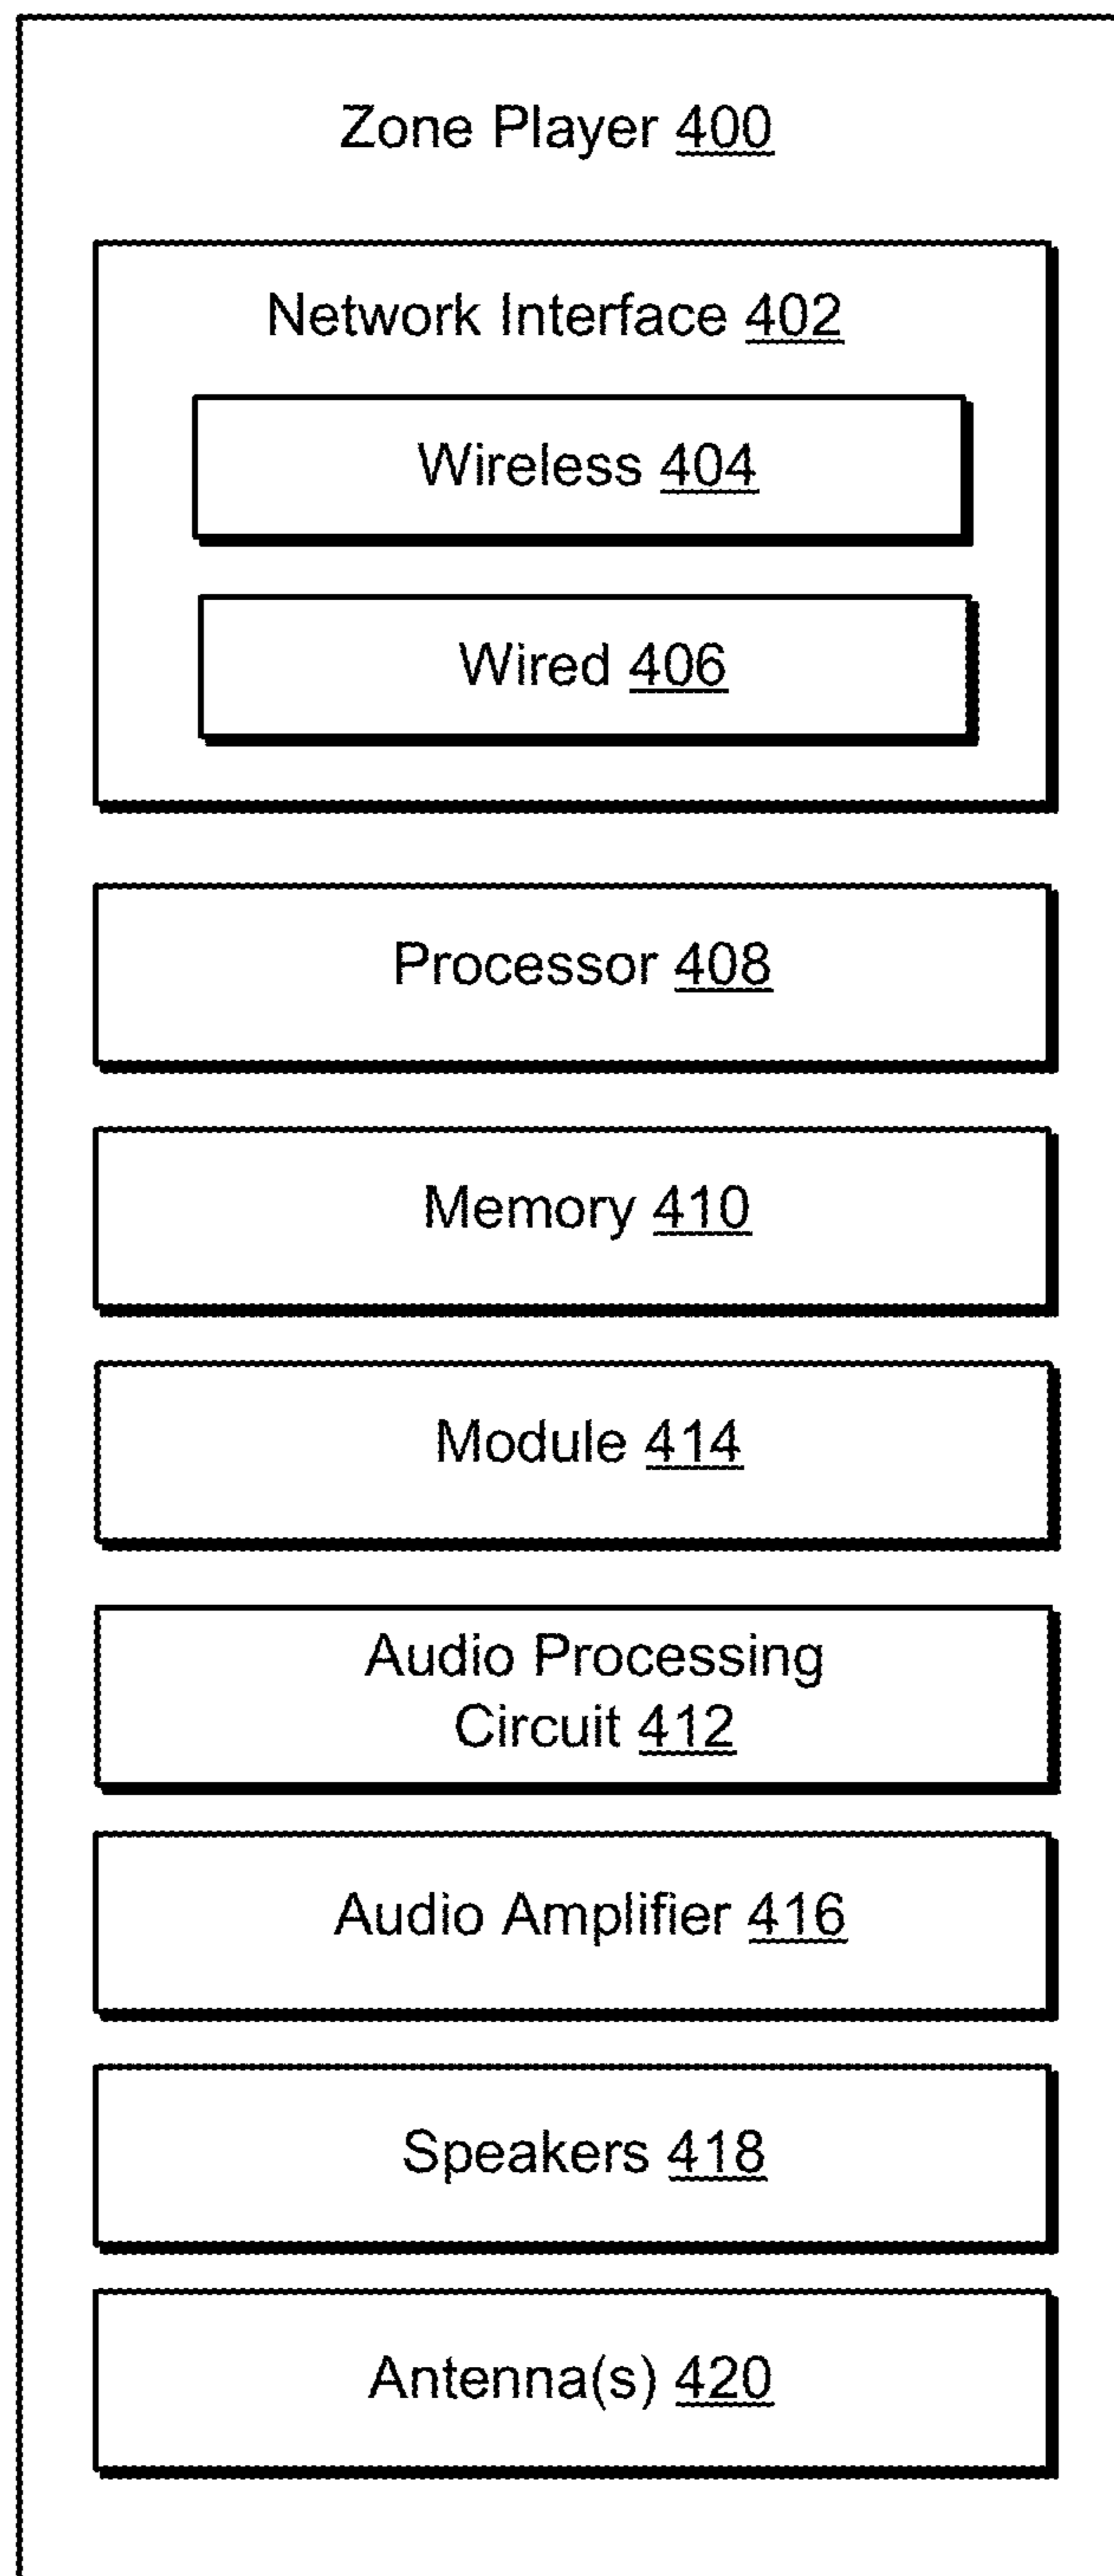 Zone Player 400
Network Interface 402
Wireless 404
Wired 406
Processor 408
Memory 410
Module 414
Audio Processing
Circuit 412
Audio Amplifier 416
Speakers 418
Antenna(s) 420